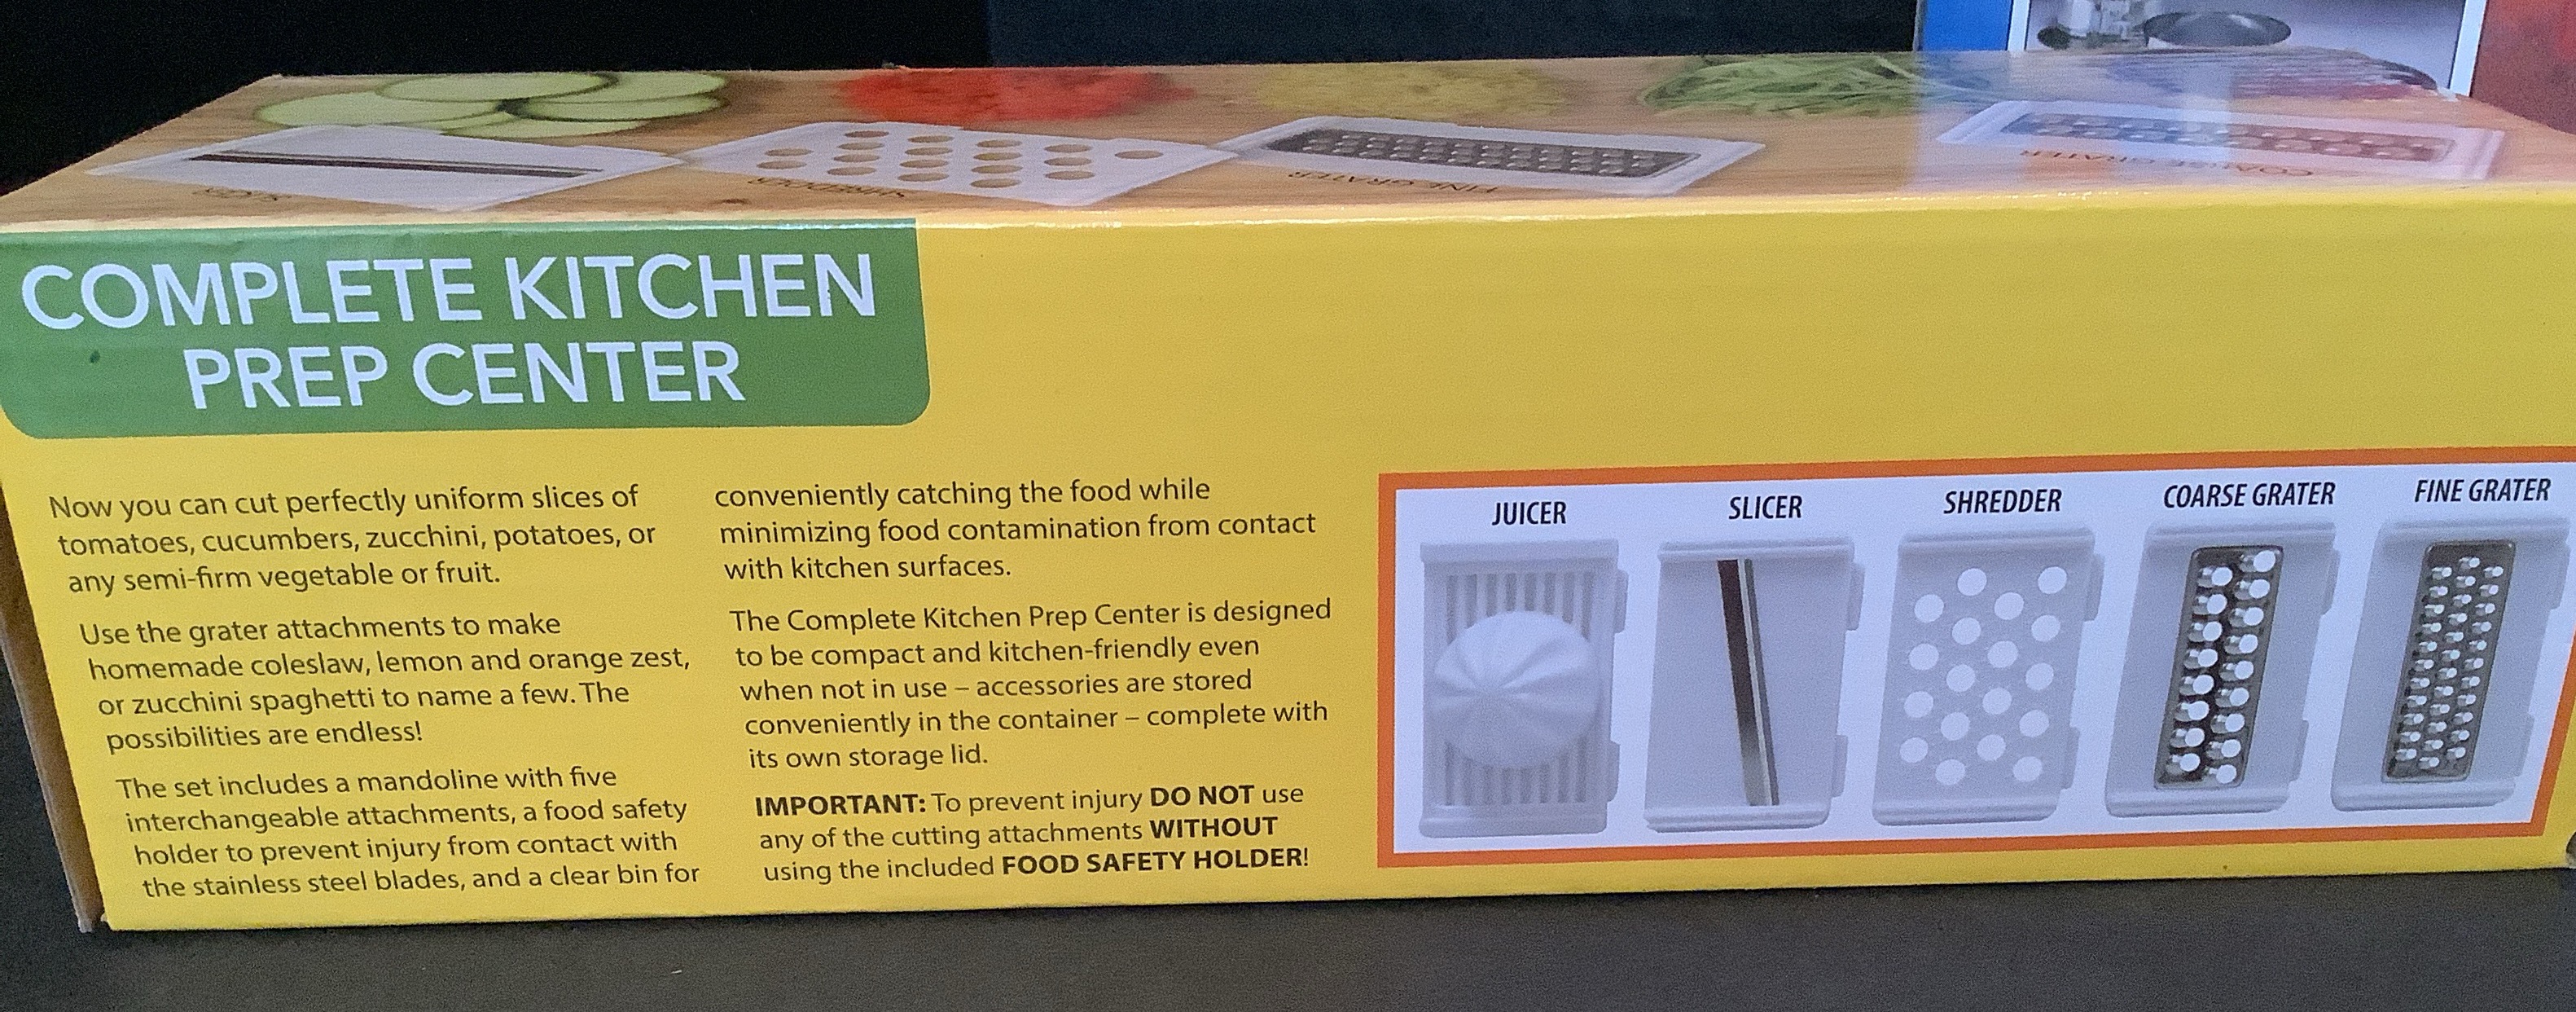 SLICER
SHREDDER
FINE GRATER
COARSE GRATER
COMPLETE KITCHEN
PREP CENTER
Now you can cut perfectly uniform slices of
tomatoes, cucumbers, zucchini, potatoes, or
any semi-firm vegetable or fruit.
Use the grater attachments to make
homemade coleslaw, lemon and orange zest,
or zucchini spaghetti to name a few. The
possibilities are endless!
The set includes a mandoline with five
interchangeable attachments, a food safety
holder to prevent injury from contact with
the stainless steel blades, and a clear bin for
conveniently catching the food while
minimizing food contamination from contact
with kitchen surfaces.
The Complete Kitchen Prep Center is designed
to be compact and kitchen-friendly even
when not in use – accessories are stored
conveniently in the container – complete with
its own storage lid.
IMPORTANT: To prevent injury DO NOT use
any of the cutting attachments WITHOUT
using the included FOOD SAFETY HOLDER!
JUICER
SLICER
SHREDDER
COARSE GRATER
FINE GRATER